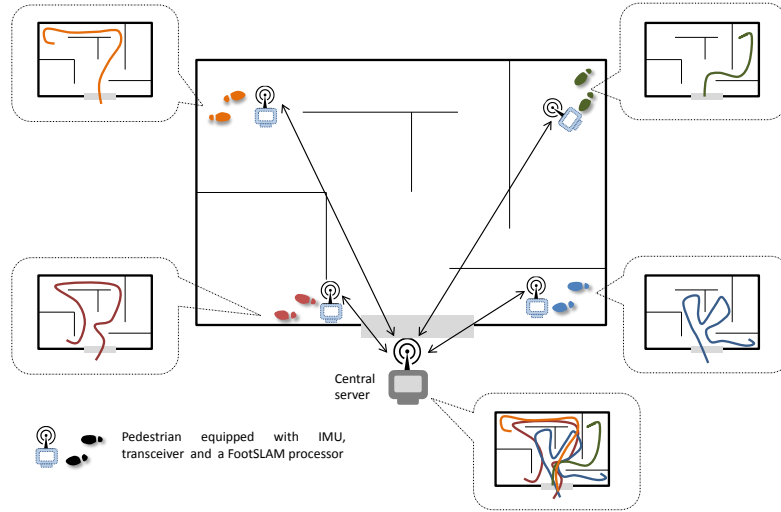 Central
server
Pedestrian equipped with IMU,
transceiver and a FootSLAM processor